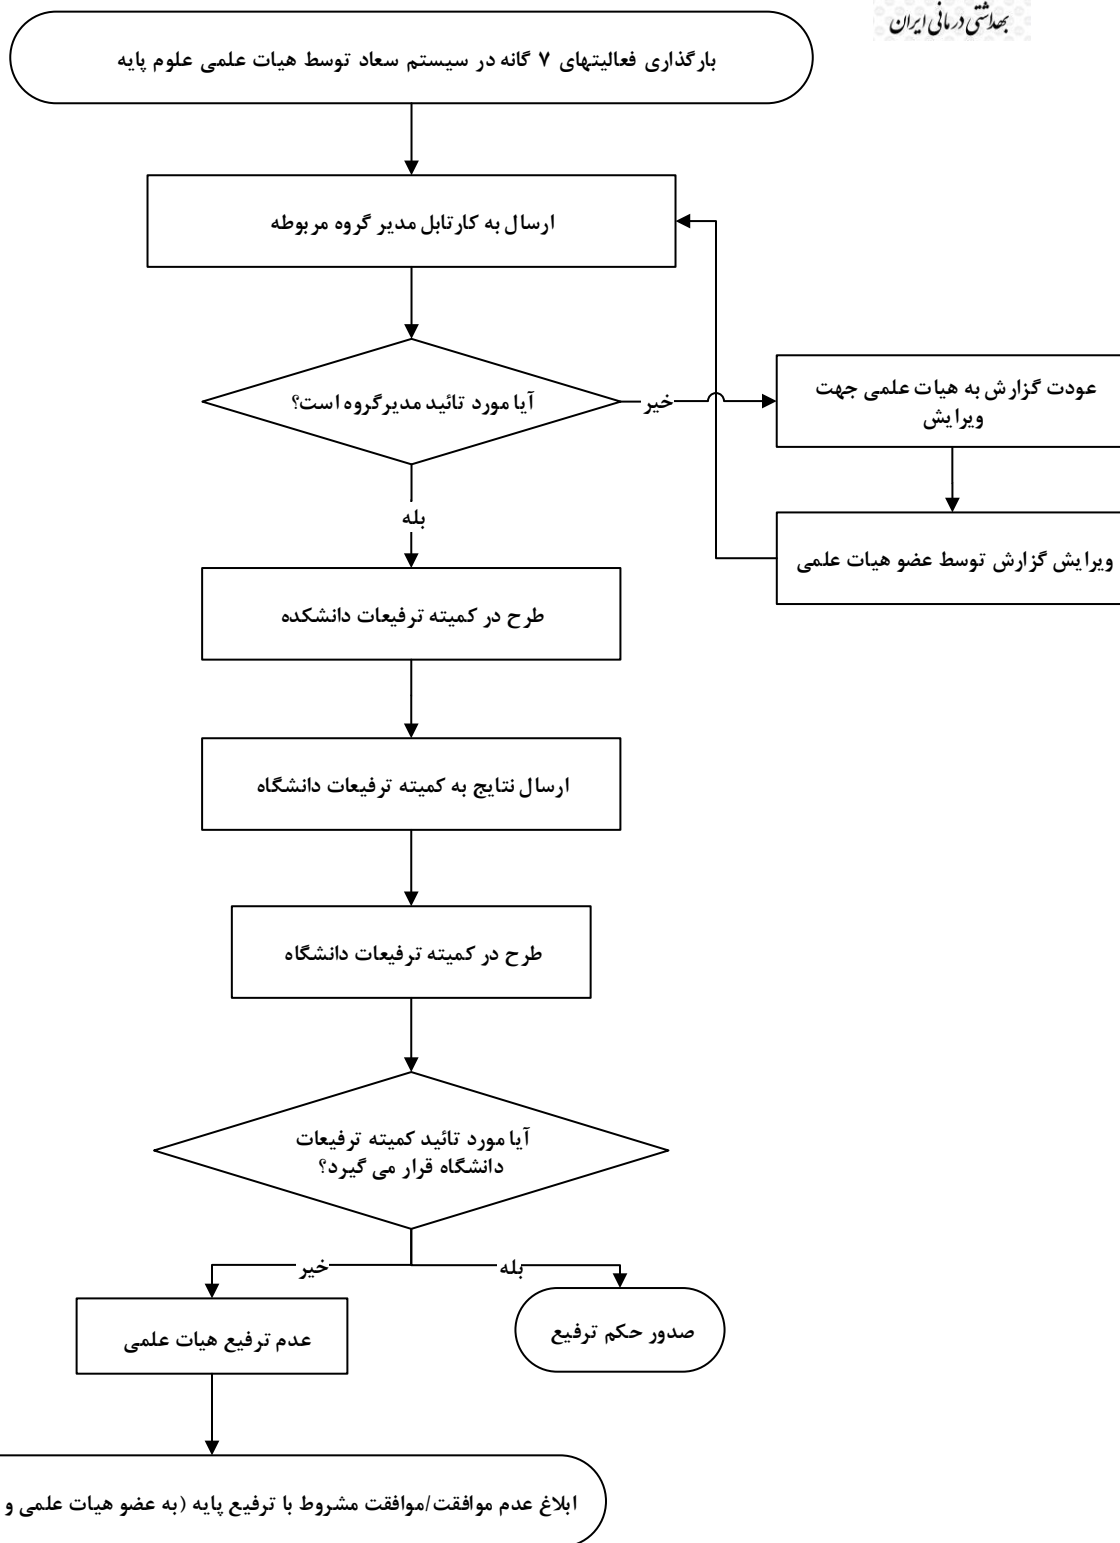 بهداشتی درمانی ایران
بارگذاری فعالیتهای ۷ گانه در سیستم سعاد توسط هیات علمی علوم پایه
ارسال به کارتابل مدیر گروه مربوطه
آیا مورد تائید مدیرگروه است؟
خیر
عودت گزارش به هیات علمی جهت
ویرایش
ویرایش گزارش توسط عضو هیات علمی
بله
طرح در کمیته ترفیعات دانشکده
ارسال نتایج به کمیته ترفیعات دانشگاه
طرح در کمیته ترفیعات دانشگاه
آیا مورد تائید کمیته ترفیعات
دانشگاه قرار می گیرد؟
بله
خیر
صدور حکم ترفیع
عدم ترفیع هیات علمی
ابلاغ عدم موافقت/موافقت مشروط با ترفیع پایه (به عضو هیات علمی و